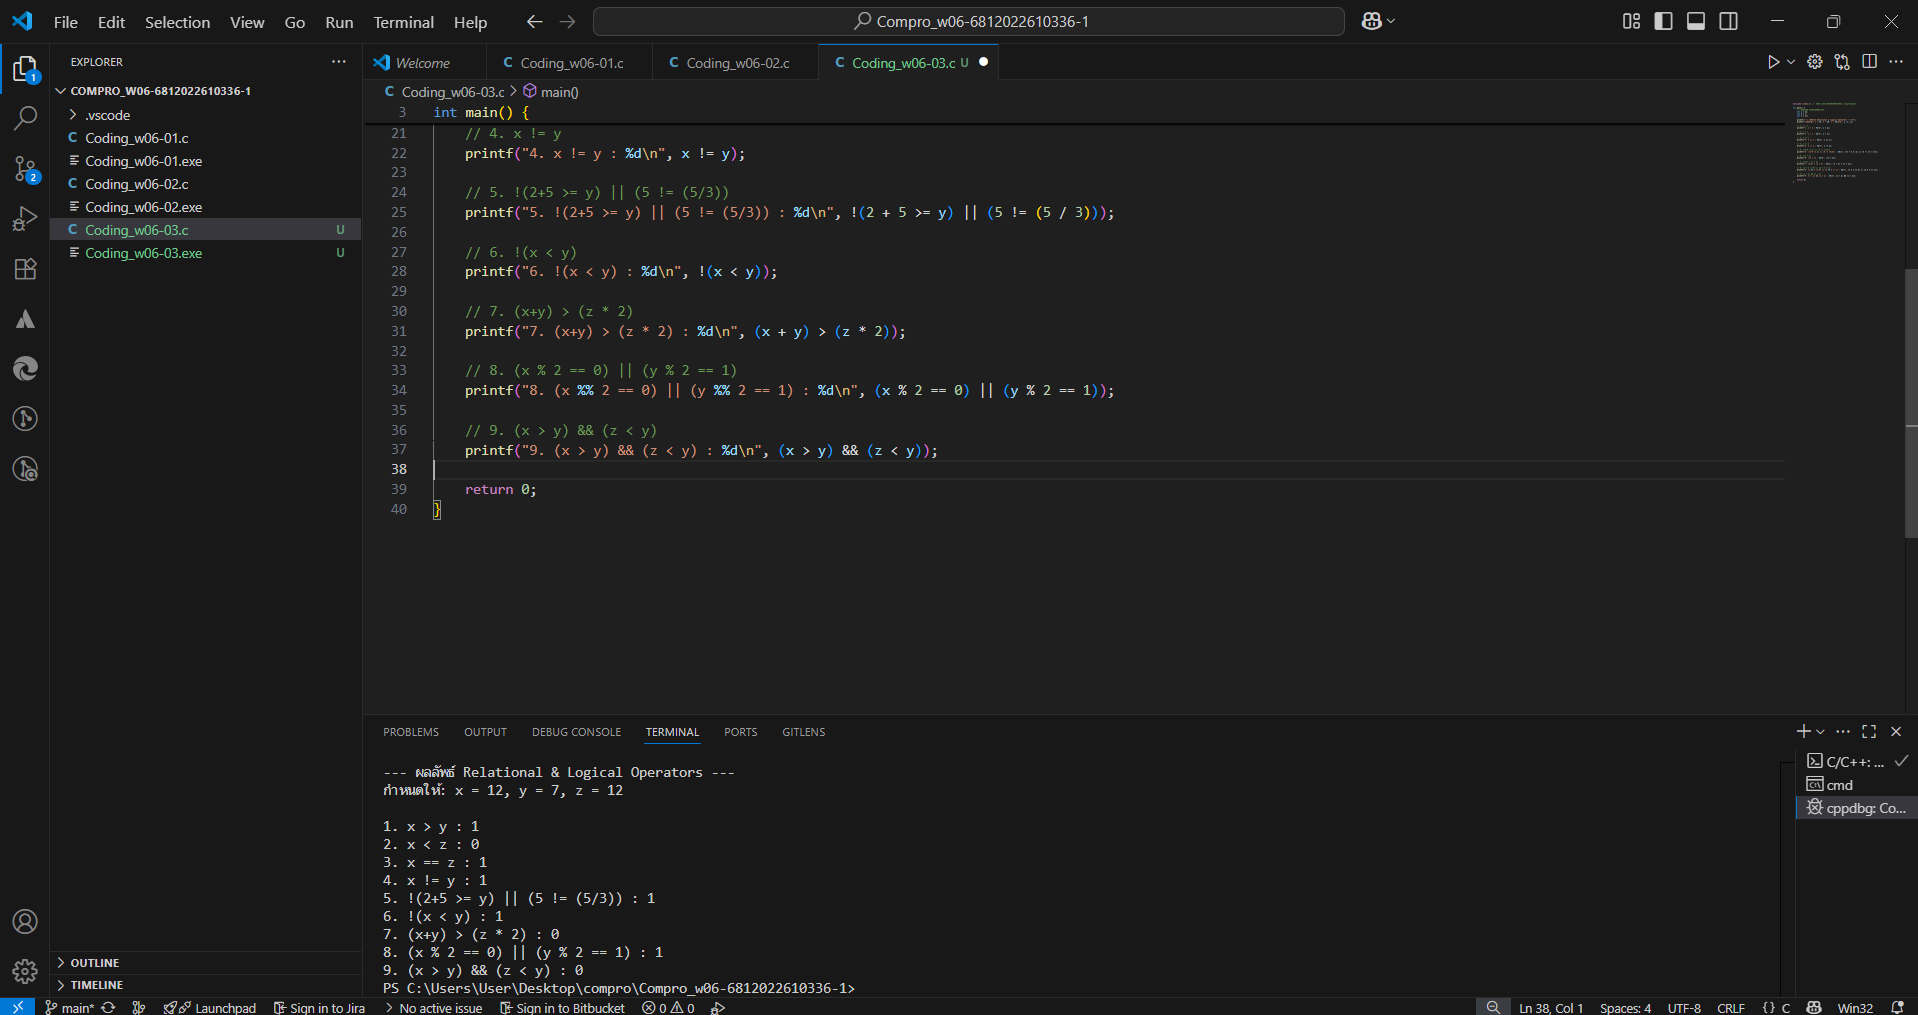 File Edit Selection View Go Run Terminal Help
Compro_w06-6812022610336-1
EXPLORER
COMPRO_W06-6812022610336-1
.vscode
C Coding_w06-01.c
Coding_w06-01.exe
C Coding_w06-02.c
Coding_w06-02.exe
C Coding_w06-03.c U
Coding_w06-03.exe U
OUTLINE
TIMELINE
1
2
Welcome
C Coding_w06-01.c
C Coding_w06-02.c
C Coding_w06-03.c U
C Coding_w06-03.c > main()
3 int main() {
21 // 4. x != y
22 printf("4. x != y : %d\n", x != y);
23
24 // 5. !(2+5 >= y) || (5 != (5/3))
25 printf("5. !(2+5 >= y) || (5 != (5/3)) : %d\n", !(2 + 5 >= y) || (5 != (5 / 3)));
26
27 // 6. !(x < y)
28 printf("6. !(x < y) : %d\n", !(x < y));
29
30 // 7. (x+y) > (z * 2)
31 printf("7. (x+y) > (z * 2) : %d\n", (x + y) > (z * 2));
32
33 // 8. (x % 2 == 0) || (y % 2 == 1)
34 printf("8. (x %% 2 == 0) || (y %% 2 == 1) : %d\n", (x % 2 == 0) || (y % 2 == 1));
35
36 // 9. (x > y) && (z < y)
37 printf("9. (x > y) && (z < y) : %d\n", (x > y) && (z < y));
38
39 return 0;
40 }
PROBLEMS OUTPUT DEBUG CONSOLE TERMINAL PORTS GITLENS
--- ผลลัพธ์ Relational & Logical Operators ---
กำหนดให้: x = 12, y = 7, z = 12
1. x > y : 1
2. x < z : 0
3. x == z : 1
4. x != y : 1
5. !(2+5 >= y) || (5 != (5/3)) : 1
6. !(x < y) : 1
7. (x+y) > (z * 2) : 0
8. (x % 2 == 0) || (y % 2 == 1) : 1
9. (x > y) && (z < y) : 0
PS C:\Users\User\Desktop\compro\Compro_w06-6812022610336-1>
C/C++: ...
cmd
cppdbg: Co...
main* Launchpad Sign in to Jira No active issue Sign in to Bitbucket 0 0 Ln 38, Col 1 Spaces: 4 UTF-8 CRLF {} C Win32